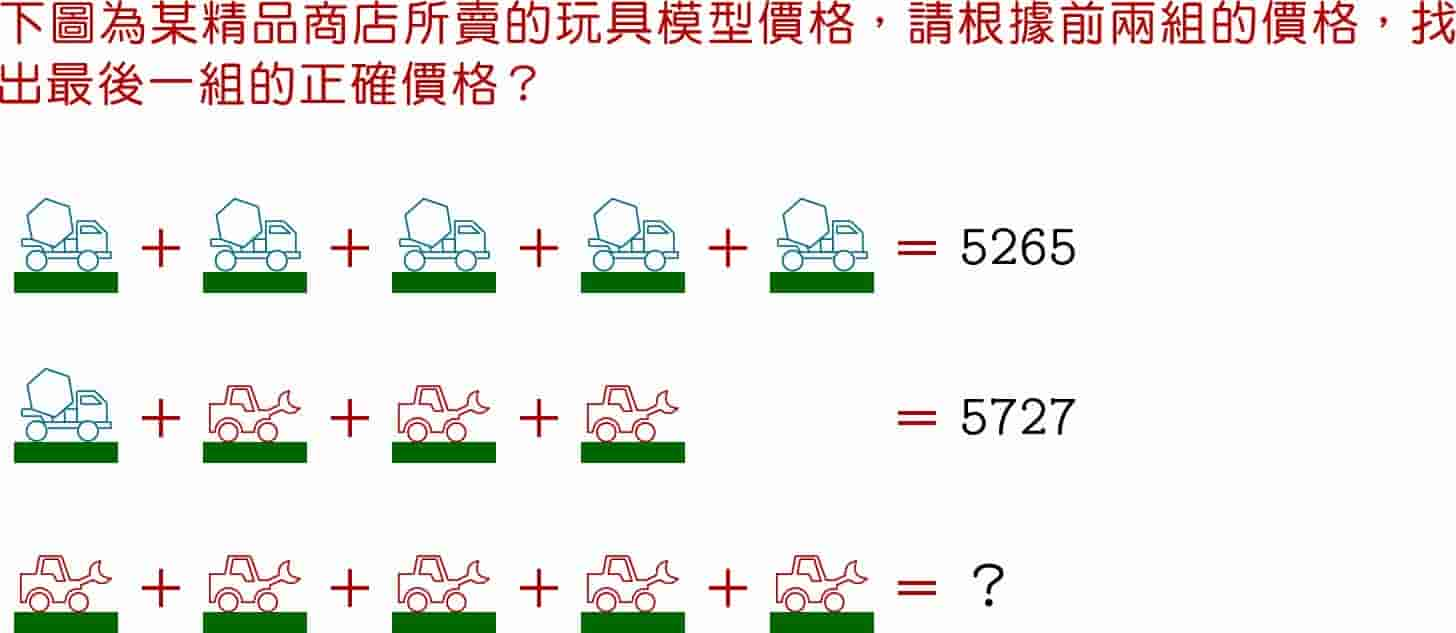 下圖為某精品商店所賣的玩具模型價格，請根據前兩組的價格，找
出最後一組的正確價格？
+ + + + = 5265
+ + + = 5727
+ + + + = ?